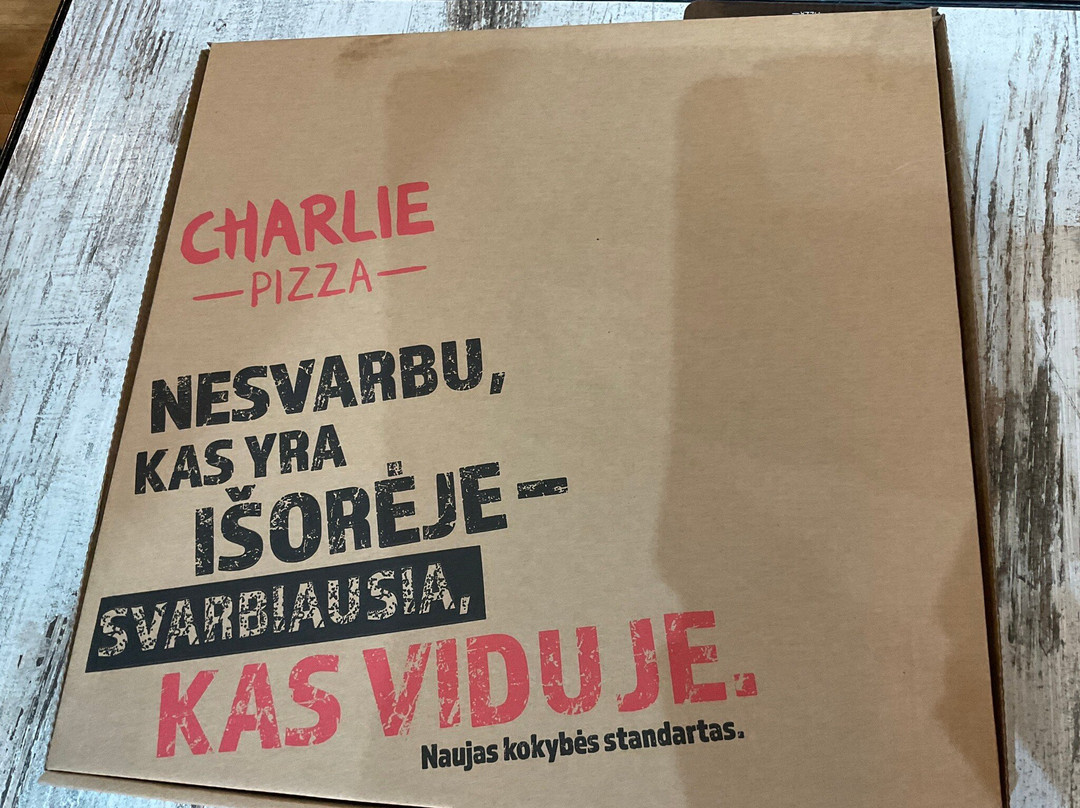 CHARLIE
—PIZZA—
NESVARBU,
KAS YRA
IŠORĖJE–
SVARBIAUSIA,
KAS VIDUJE.
Naujas kokybės standartas.